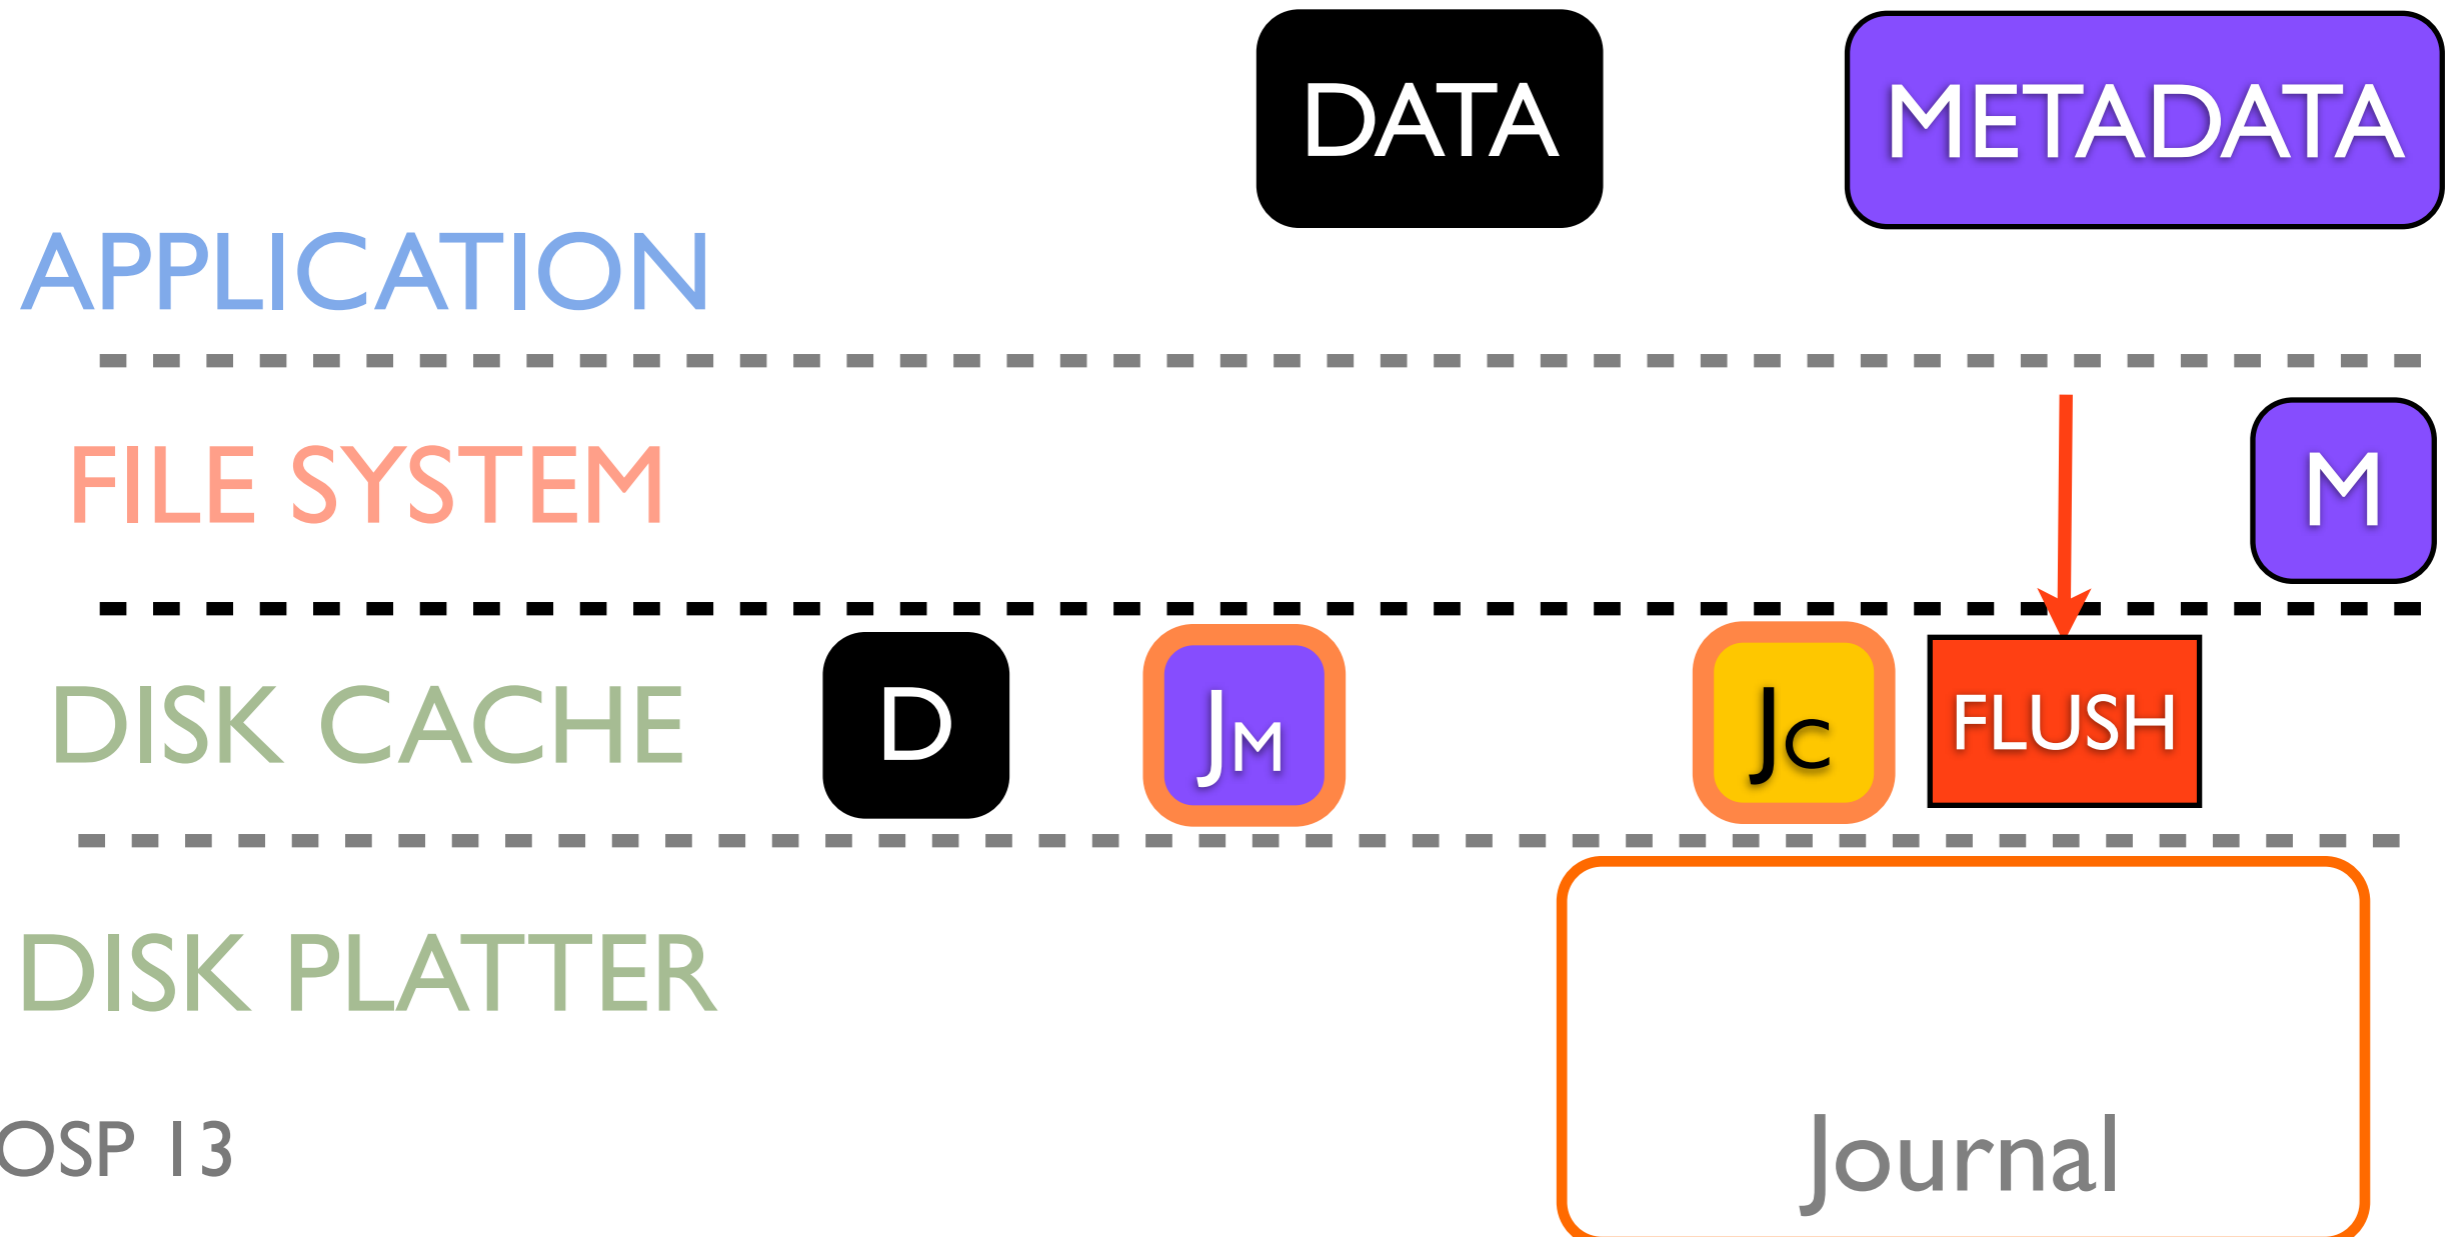 DATA METADATA
APPLICATION
FILE SYSTEM M
DISK CACHE D JM JC FLUSH
DISK PLATTER
OSP 13 Journal